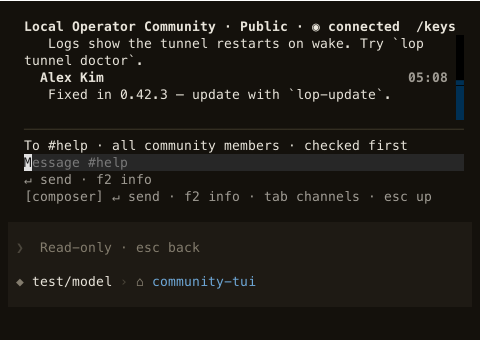 Local Operator Community · Public · ◉ connected  /keys
Logs show the tunnel restarts on wake. Try `lop
tunnel doctor`.
Alex Kim 05:08
Fixed in 0.42.3 — update with `lop-update`.
To #help · all community members · checked first
Message #help
↵ send · f2 info
[composer] ↵ send · f2 info · tab channels · esc up
❯ Read-only · esc back
◆ test/model › ⌂ community-tui